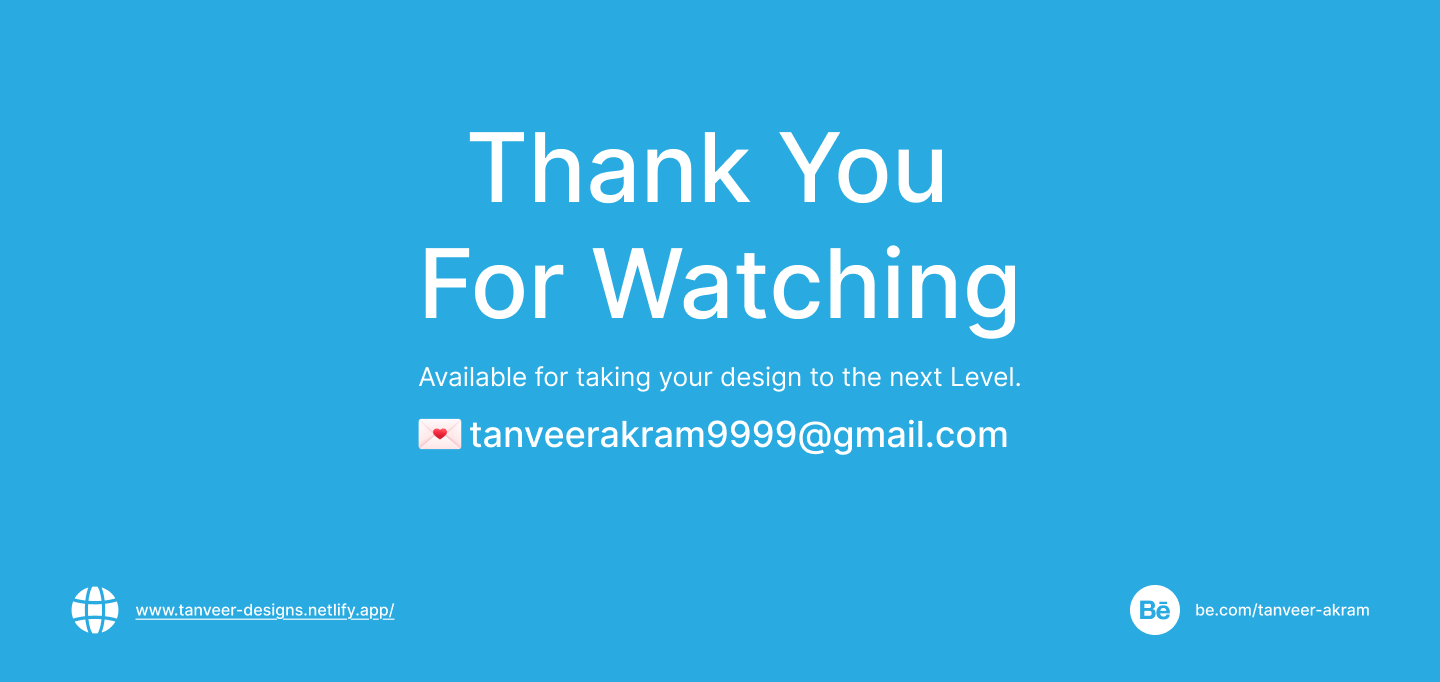 Thank You
For Watching
Available for taking your design to the next Level.
tanveerakram9999@gmail.com
www.tanveer-designs.netlify.app/
Bē
be.com/tanveer-akram